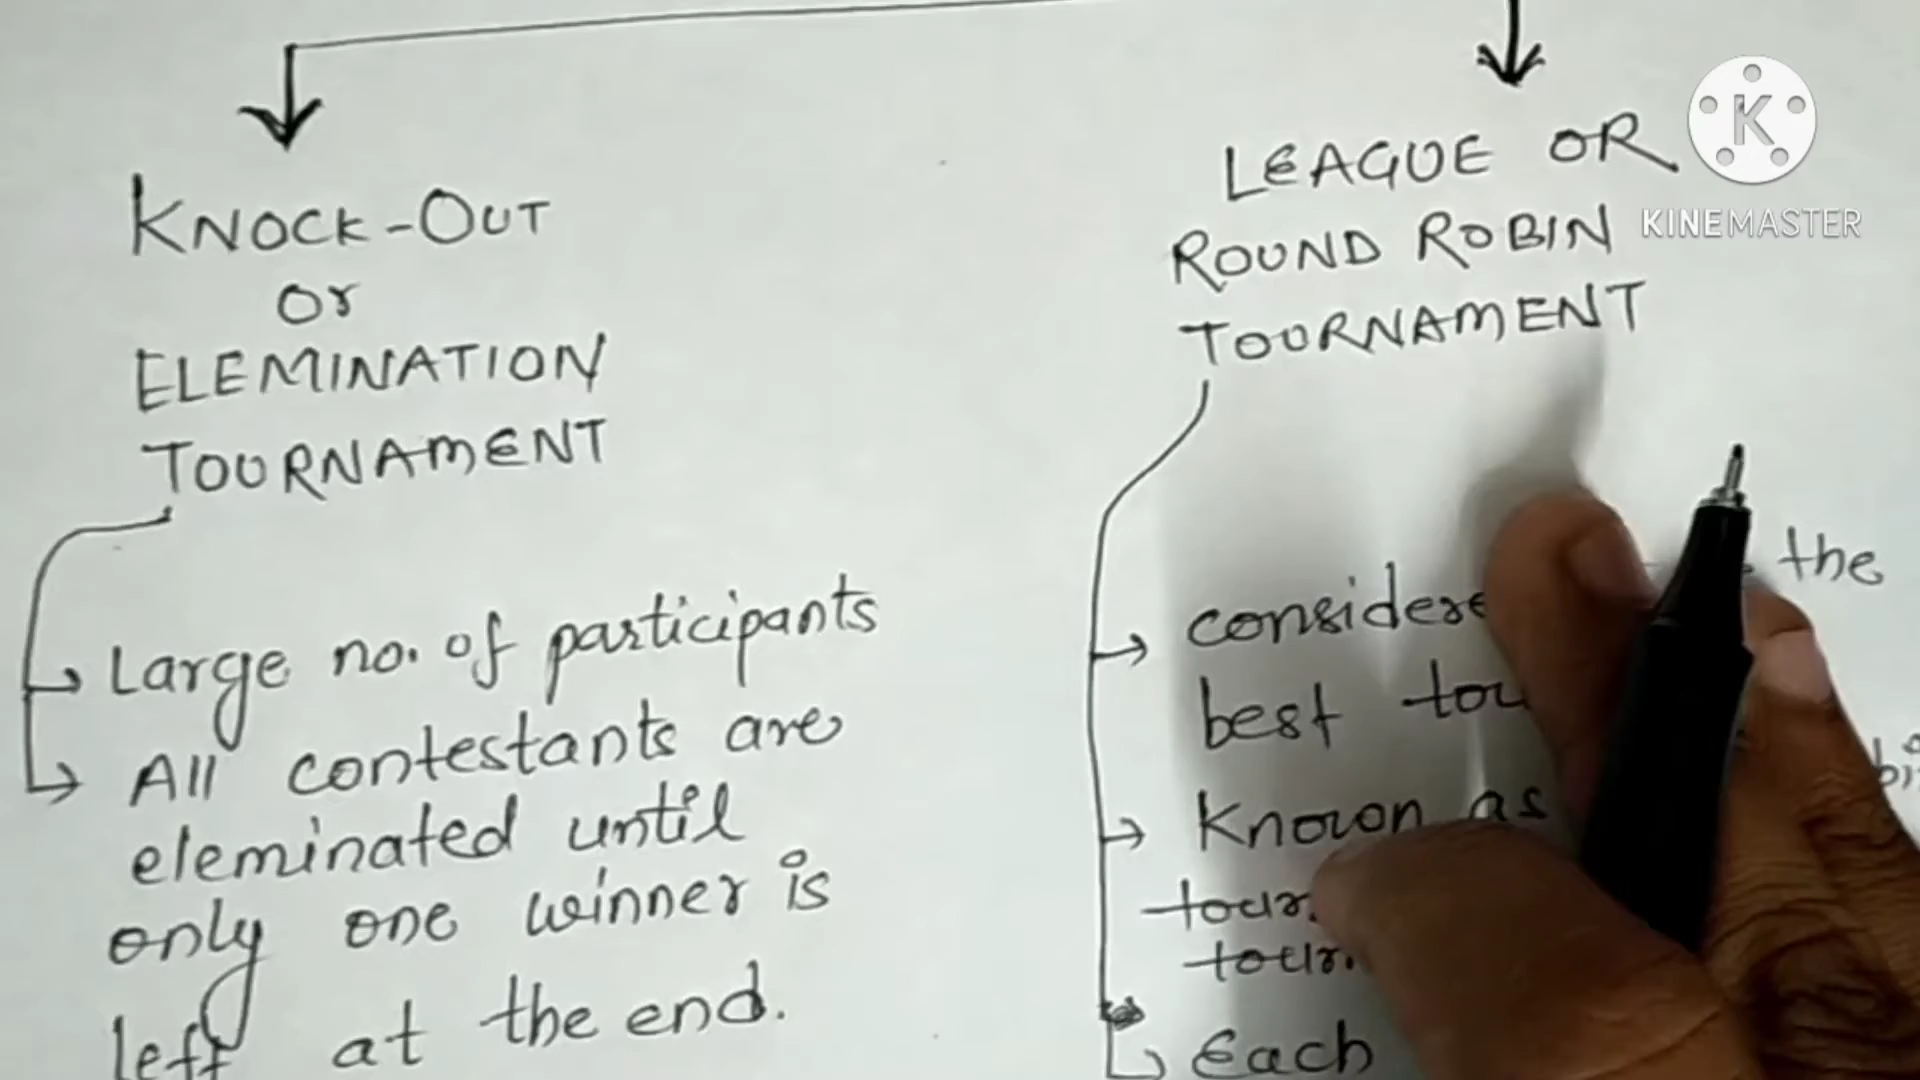 KNOCK-OUT
or
ELEMINATION
TOURNAMENT
Large no. of participants
All contestants are
eleminated until
only one winner is
left at the end.
LEAGUE OR
ROUND ROBIN
TOURNAMENT
the
best
Known as
Each
K
KINEMASTER